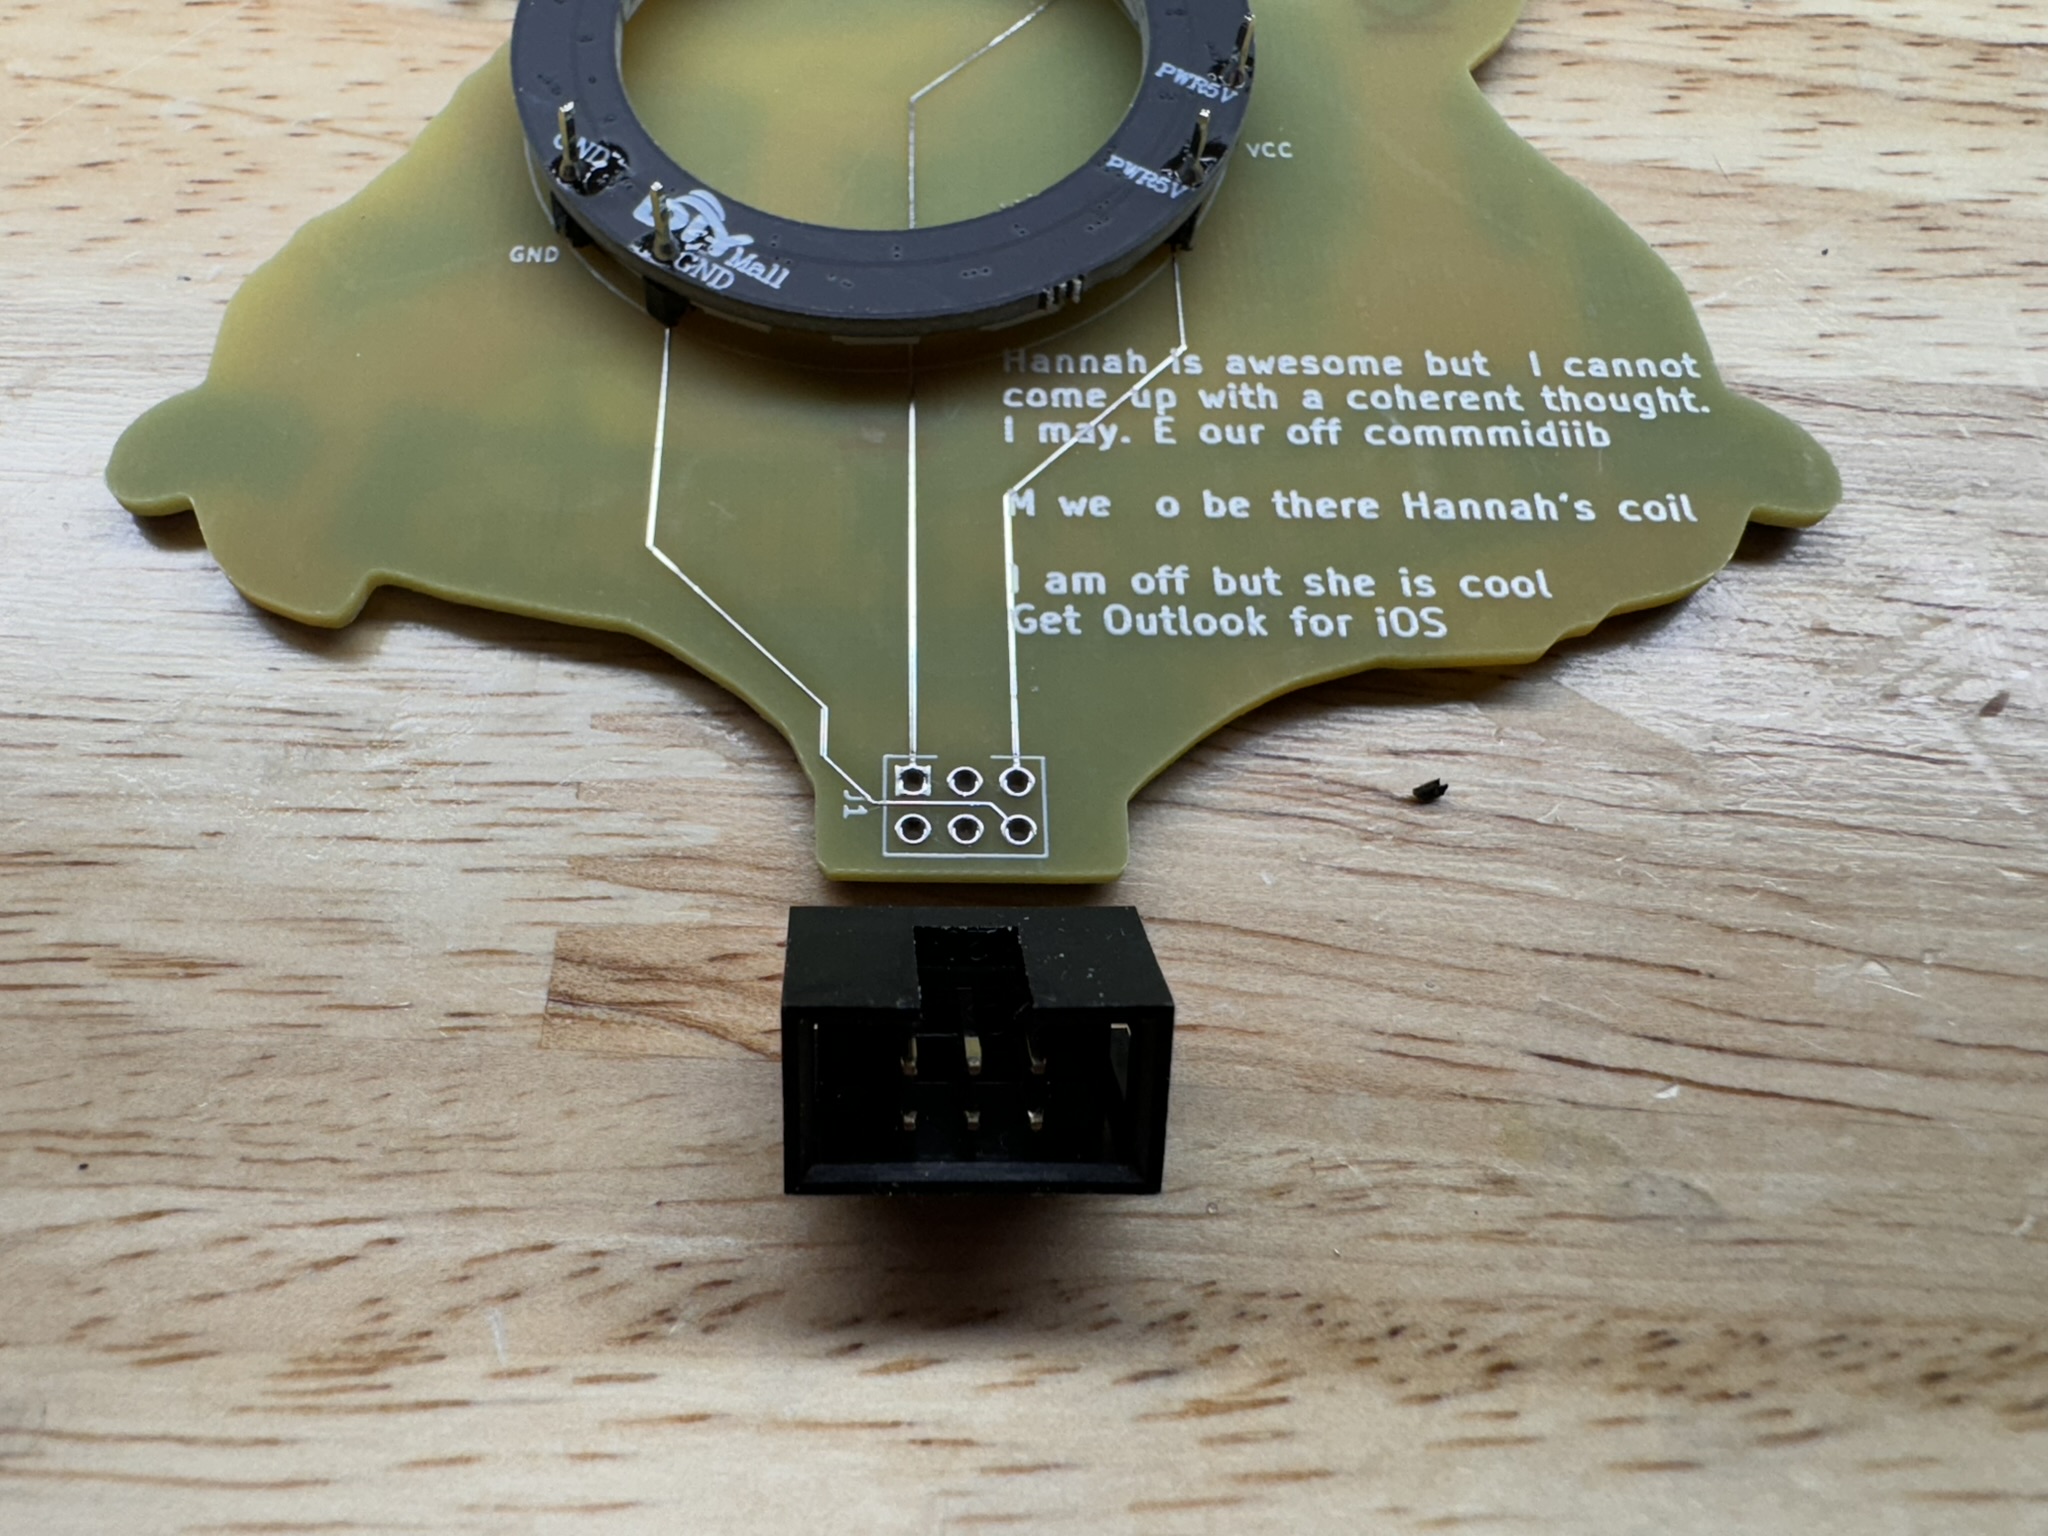 PWR5V
GND
VCC
PWR5V
GND
DIY Mall
GND
Hannah is awesome but I cannot
come up with a coherent thought.
I may. E our off commmidiib
M we o be there Hannah's coil
I am off but she is cool
Get Outlook for iOS
J1